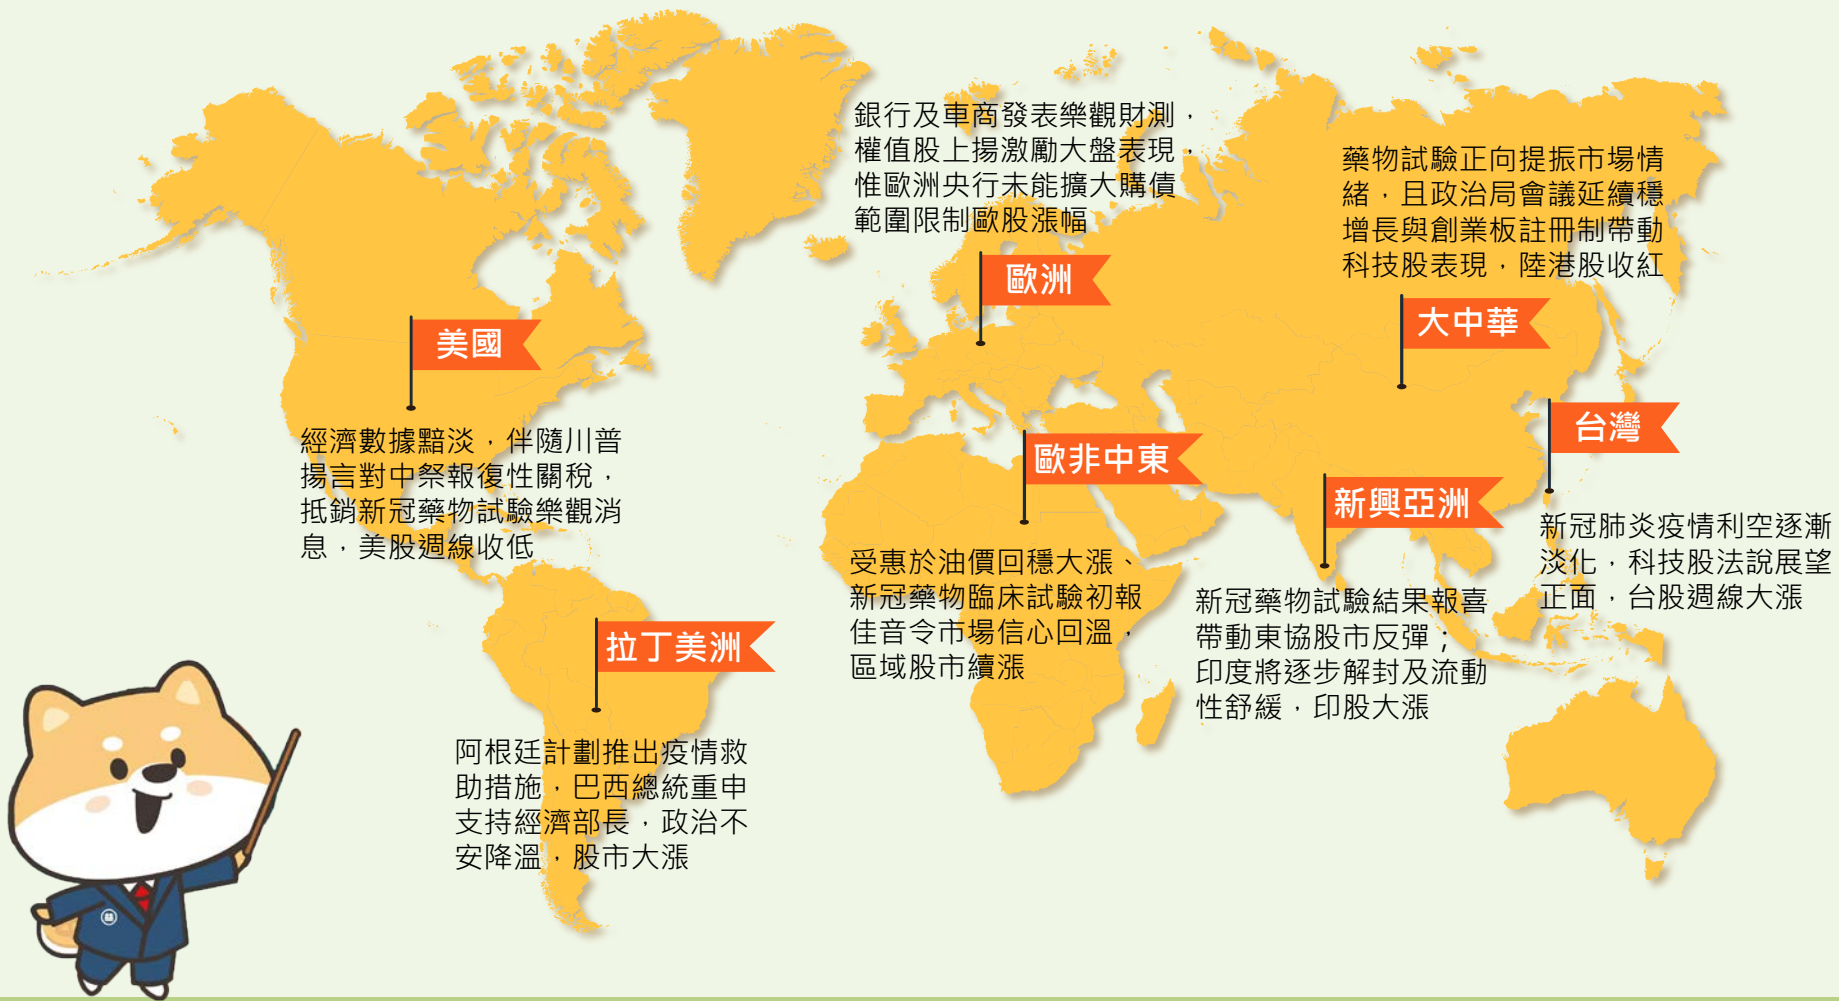 美國
經濟數據黯淡，伴隨川普
揚言對中祭報復性關稅，
抵銷新冠藥物試驗樂觀消
息，美股週線收低
拉丁美洲
阿根廷計劃推出疫情救
助措施，巴西總統重申
支持經濟部長，政治不
安降溫，股市大漲
銀行及車商發表樂觀財測，
權值股上揚激勵大盤表現，
惟歐洲央行未能擴大購債
範圍限制歐股漲幅
歐洲
歐非中東
受惠於油價回穩大漲、
新冠藥物臨床試驗初報
佳音令市場信心回溫，
區域股市續漲
藥物試驗正向提振市場情
緒，且政治局會議延續穩
增長與創業板註冊制帶動
科技股表現，陸港股收紅
大中華
新興亞洲
新冠藥物試驗結果報喜
帶動東協股市反彈；
印度將逐步解封及流動
性舒緩，印股大漲
台灣
新冠肺炎疫情利空逐漸
淡化，科技股法說展望
正面，台股週線大漲